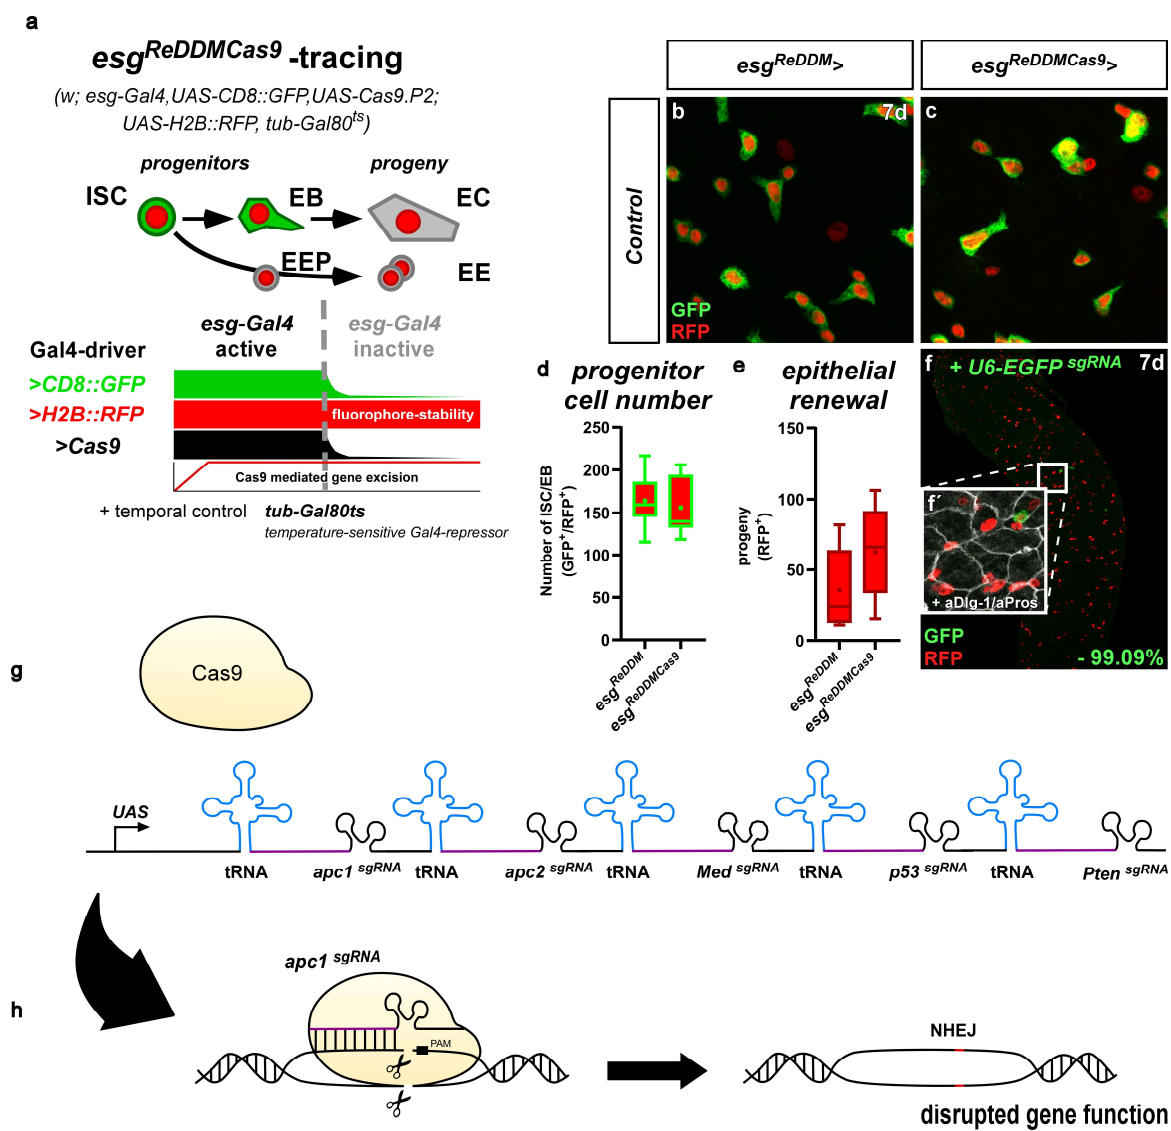 a
esgReDDMCas9 -tracing
(w; esg-Gal4,UAS-CD8::GFP,UAS-Cas9.P2;
UAS-H2B::RFP, tub-Gal80ts)
progenitors
progeny
ISC
EB
EC
EEP
EE
esg-Gal4
active
esg-Gal4
inactive
Gal4-driver
>CD8::GFP
>H2B::RFP
fluorophore-stability
>Cas9
Cas9 mediated gene excision
+ temporal control
tub-Gal80ts
temperature-sensitive Gal4-repressor
esgReDDM>
esgReDDMCas9>
Control
b
7d
GFP
RFP
c
d
progenitor
cell number
Number of ISC/EB
(GFP+/RFP+)
250
200
150
100
50
0
esgReDDM
esgReDDMCas9
e
epithelial
renewal
progeny
(RFP+)
150
100
50
0
esgReDDM
esgReDDMCas9
f
+ U6-EGFP sgRNA
7d
f´
+ aDlg-1/aPros
GFP
RFP
- 99.09%
g
Cas9
UAS
tRNA
apc1 sgRNA
tRNA
apc2 sgRNA
tRNA
Med sgRNA
tRNA
p53 sgRNA
tRNA
Pten sgRNA
h
apc1 sgRNA
PAM
NHEJ
disrupted gene function